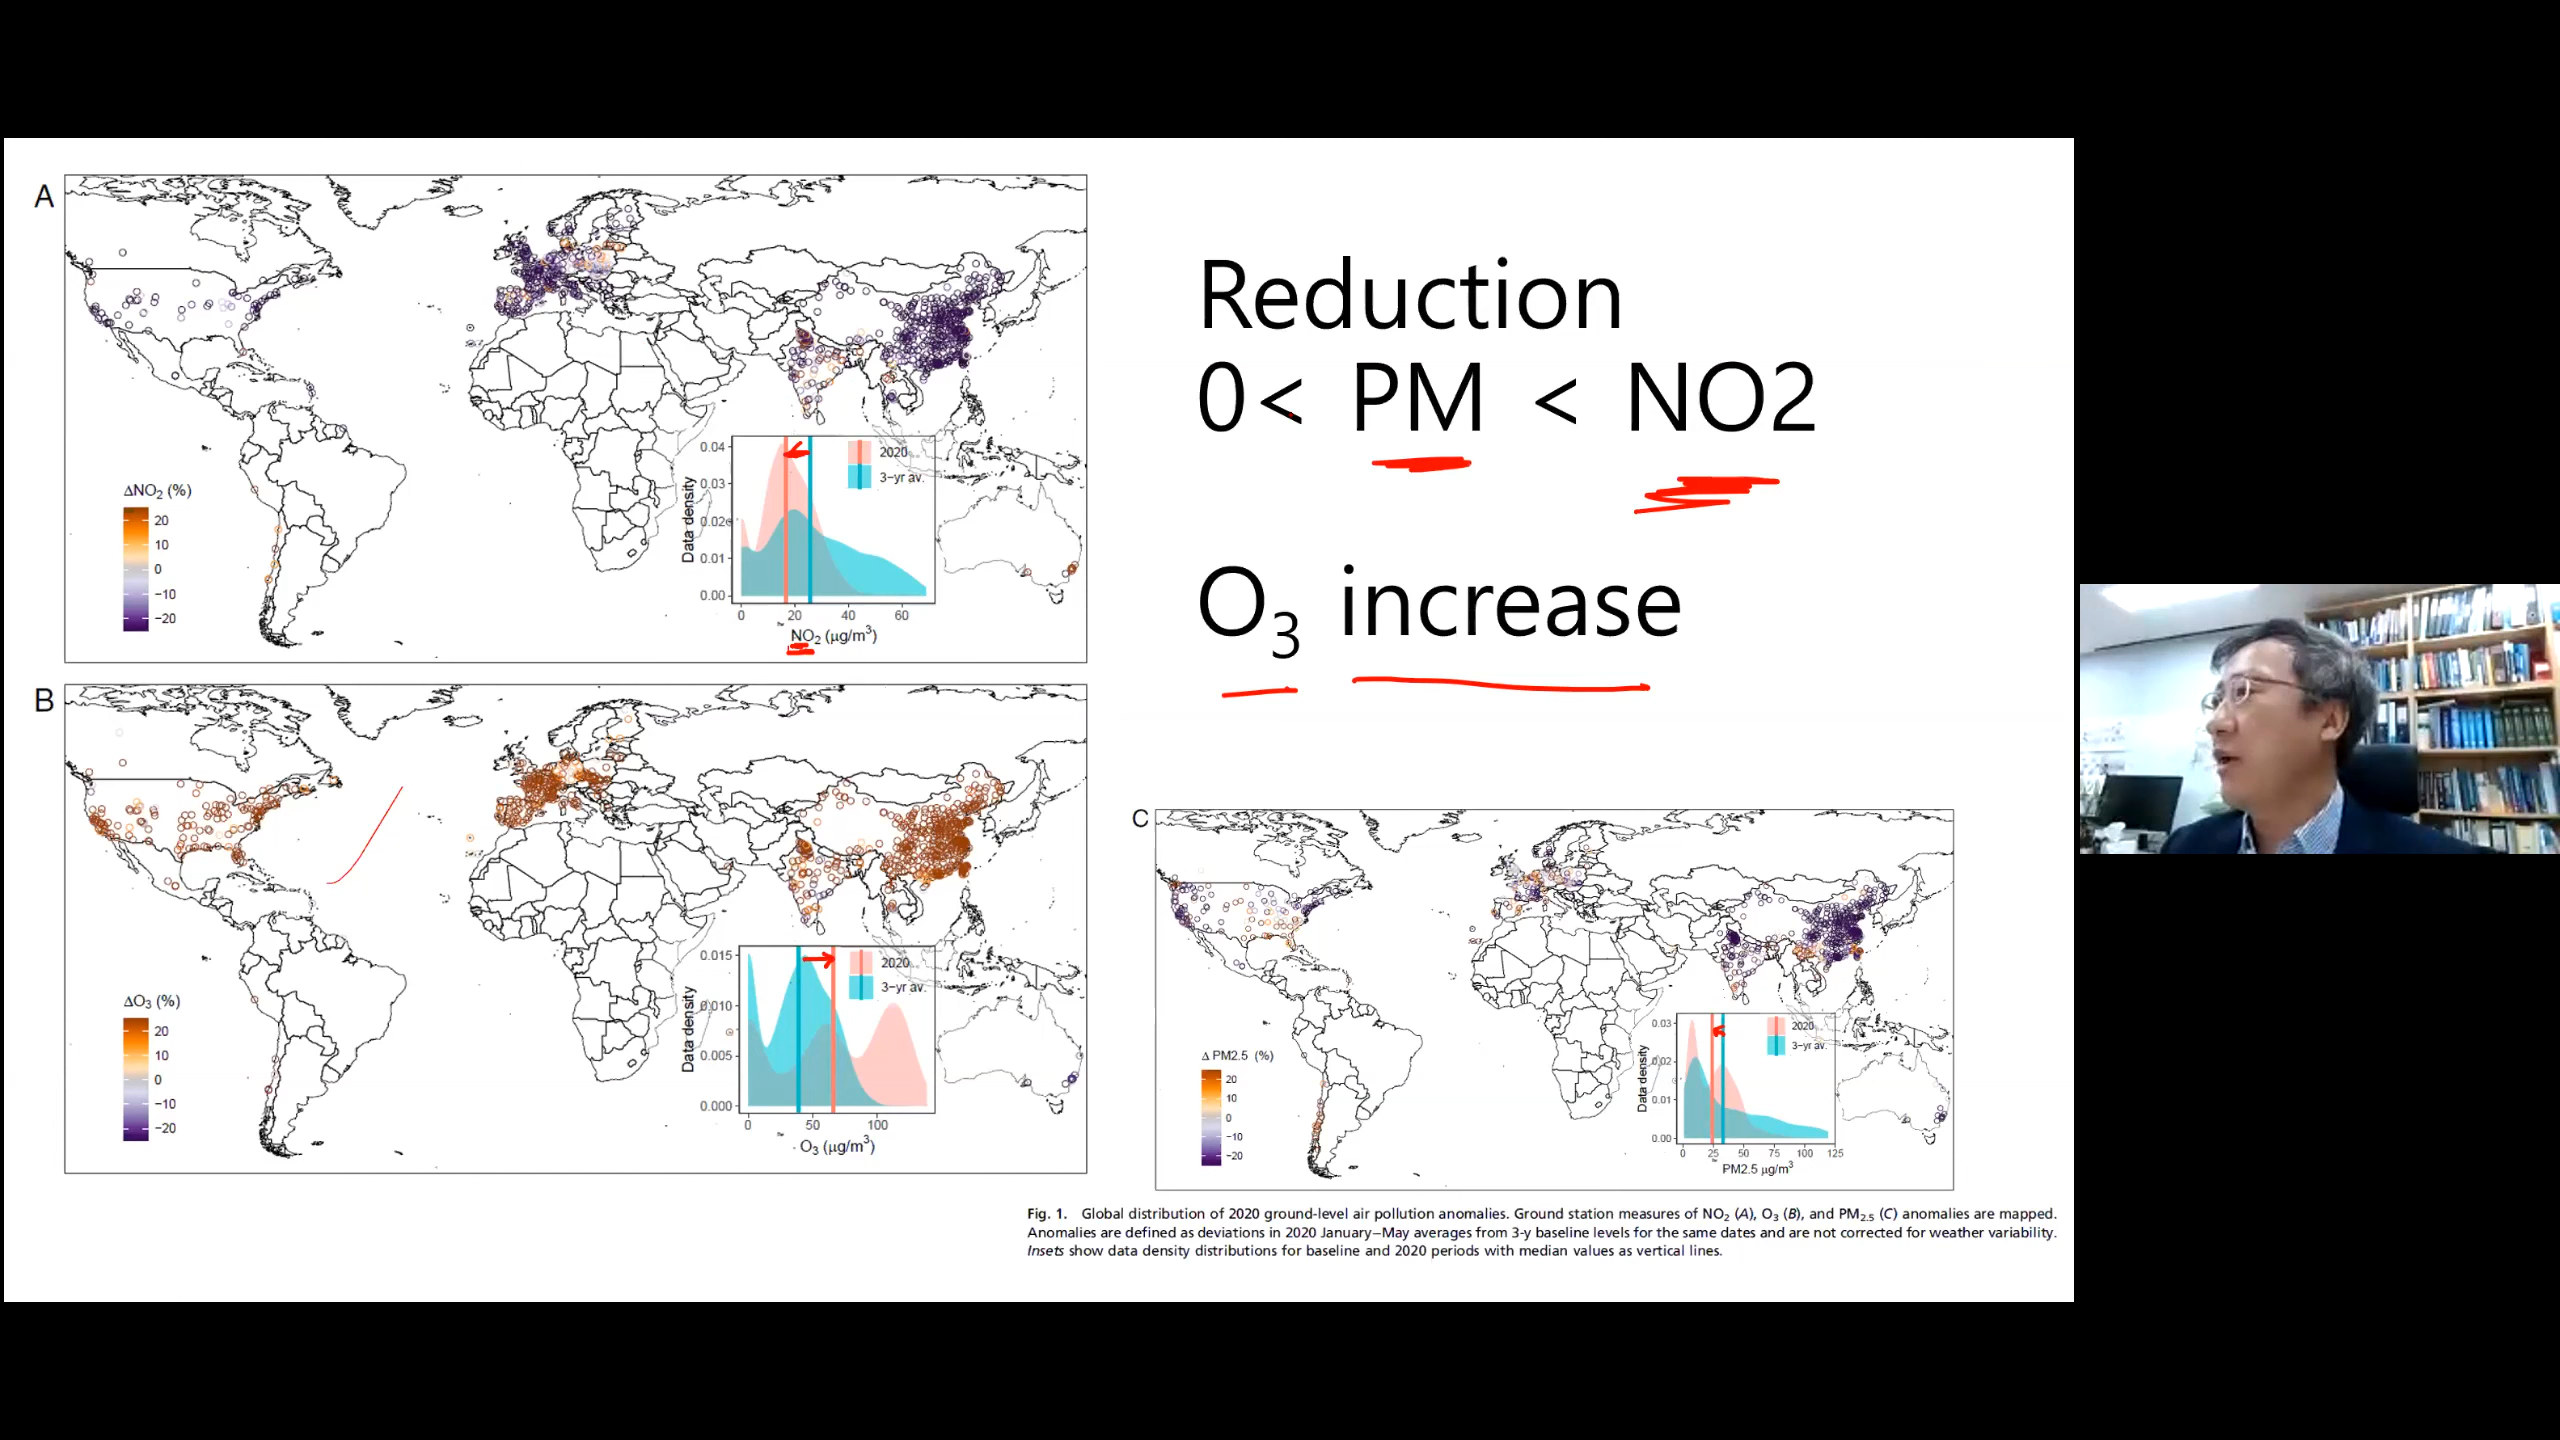 A
ΔNO2 (%)
20
10
0
−10
−20
Data density
0.04
0.03
0.02
0.01
0.00
2020
3−yr av.
0 20 40 60
NO2 (μg/m3)
B
ΔO3 (%)
20
10
0
−10
−20
Data density
0.015
0.010
0.005
0.000
2020
3−yr av.
0 50 100
O3 (μg/m3)
Reduction
0< PM < NO2
O3 increase
C
Δ PM2.5 (%)
20
10
0
−10
−20
Data density
0.03
0.02
0.01
0.00
2020
3−yr av.
0 25 50 75 100 125
PM2.5 μg/m3
Fig. 1. Global distribution of 2020 ground-level air pollution anomalies. Ground station measures of NO2 (A), O3 (B), and PM2.5 (C) anomalies are mapped.
Anomalies are defined as deviations in 2020 January–May averages from 3-y baseline levels for the same dates and are not corrected for weather variability.
Insets show data density distributions for baseline and 2020 periods with median values as vertical lines.